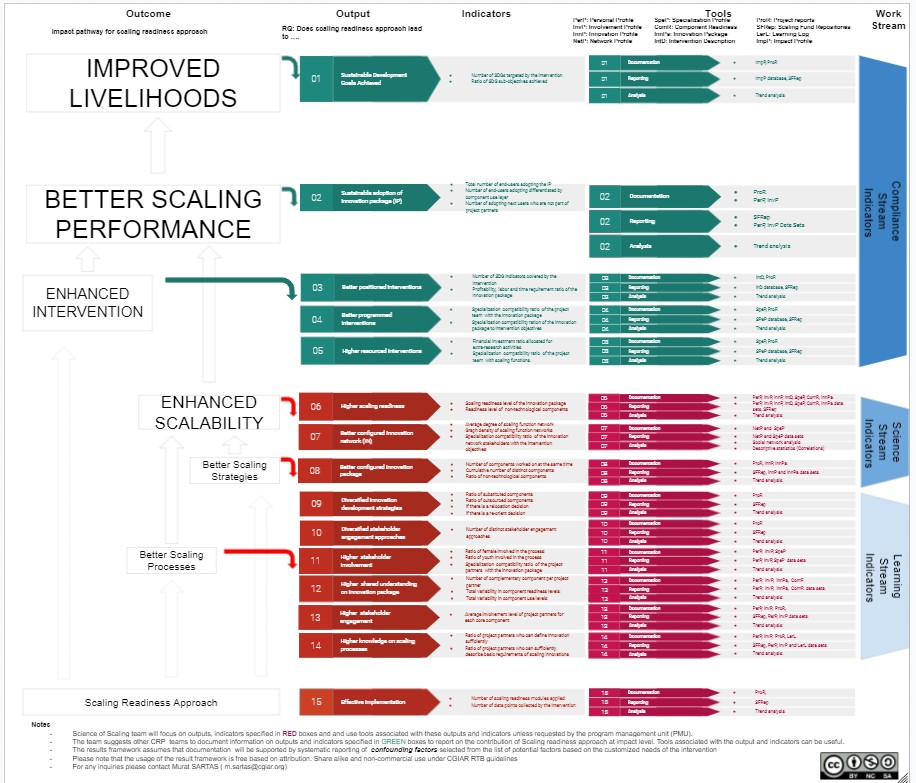 Outcome
Output
Indicators
Tools
Work
Stream
Impact pathway for scaling readiness approach
RQ: Does scaling readiness approach lead
to ....
PerP: Personal Profile
InvP: Involvement Profile
InnP: Innovation Profile
NetP: Network Profile
SpeP: Specialization Profile
ComR: Component Readiness
InnPa: Innovation Package
IntD: Intervention Description
ProR: Project reports
SFRep: Scaling Fund Repositories
LerL: Learning Log
ImpP: Impact Profile
IMPROVED
LIVELIHOODS
01
Sustainable Development
Goals Achieved
Number of SDGs targeted by the intervention
Ratio of SDG sub-objectives achieved
01 Documentation
ImpP, ProR
01 Reporting
ImpP database, SFRep
01 Analysis
Trend analysis
BETTER SCALING
PERFORMANCE
02
Sustainable adoption of
innovation package (IP)
Total number of end-users adopting the IP
Number of end-users adopting differentiated by
component use layer
Number of adopting next users who are not part of
project partners
02 Documentation
ProR
PerP, InvP
02 Reporting
SFRep
PerP, InvP Data Sets
02 Analysis
Trend analysis
ENHANCED
INTERVENTION
03
Better positioned interventions
Number of SDG indicators covered by the
intervention
Profitability, labor and time requirement ratio of the
innovation package
03 Documentation
IntD, ProR
03 Reporting
IntD database, SFRep
03 Analysis
Trend analysis
04
Better programmed
interventions
Specialization compatibility ratio of the project
team with the innovation package
Specialization compatibility ration of the innovation
package to intervention objectives
04 Documentation
SpeP, ProR
04 Reporting
SPeP database, SFRep
04 Analysis
Trend analysis
05
Higher resourced interventions
Financial investment ratio allocated for
extra-research activities
Specialization compatibility ratio of the project
team with scaling functions
05 Documentation
SpeP, ProR
05 Reporting
SPeP database, SFRep
05 Analysis
Trend analysis
Compliance
Stream
Indicators
ENHANCED
SCALABILITY
06
Higher scaling readiness
Scaling readiness level of the innovation package
Readiness level of nontechnological components
06 Documentation
06 Reporting
06 Analysis
Trend analysis
07
Better configured innovation
network (IN)
Average degree of scaling function network
Graph density of scaling function networks
Specialization compatibility ratio of the innovation
network stakeholders with the intervention
objectives
07 Documentation
NetP and SpeP
07 Reporting
NetP and SpeP data sets
07 Analysis
Social network analysis
Descriptive statistics (Correlations)
Better Scaling
Strategies
08
Better configured innovation
package
Number of components worked on at the same time
Cumulative number of distinct components
Ratio of nontechnological components
08 Documentation
ProR, InnP, InnPa
08 Reporting
SFRep, InnP and InnPa data sets
08 Analysis
Trend analysis
Science
Stream
Indicators
09
Diversified innovation
development strategies
Ratio of substituted components
Ratio of outsourced components
If there is a relocation decision
If there is a re-orient decision
09 Documentation
ProR
09 Reporting
SFRep
09 Analysis
Trend analysis
10
Diversified stakeholder
engagement approaches
Number of distinct stakeholder engagement
approaches
10 Documentation
ProR
10 Reporting
SFRep
10 Analysis
Trend analysis
Better Scaling
Processes
11
Higher stakeholder
involvement
Ratio of female involved in the process
Ratio of youth involved in the process
Specialization compatibility ratio of the project
partners with the innovation package
11 Documentation
PerP, InvP, SpeP
11 Reporting
PerP, InvP, SpeP data sets
11 Analysis
Trend analysis
12
Higher shared understanding
on innovation package
Number of complementary component per project
partner
Total variability in component readiness levels
Total variability in component use levels
12 Documentation
PerP, InvP, InnPa, ComR
12 Reporting
PerP, InvP, InnPa, ComR data sets
12 Analysis
Trend analysis
13
Higher stakeholder
engagement
Average involvement level of project partners for
each core component
13 Documentation
PerP, InvP, ProR,
13 Reporting
SFRep, PerP, InvP data sets
13 Analysis
Trend analysis
14
Higher knowledge on scaling
processes
Ratio of project partners who can define innovation
sufficiently
Ratio of project partners who can sufficiently
describe basic requirements of scaling innovations
14 Documentation
PerP, InvP, ProR, LerL
14 Reporting
SFRep, PerP, InvP and LerL data sets
14 Analysis
Trend analysis
Learning
Stream
Indicators
Scaling Readiness Approach
15
Effective implementation
Number of scaling readiness modules applied
Number of data points collected by the intervention
15 Documentation
ProR,
15 Reporting
SFRep
15 Analysis
Trend analysis
Notes
- Science of Scaling team will focus on outputs, indicators specified in RED boxes and and use tools associated with these outputs and indicators unless requested by the program management unit (PMU).
- The team suggests other CRP teams to document information on outputs and indicators specified in GREEN boxes to report on the contribution of Scaling readiness approach at impact level. Tools associated with the output and indicators can be useful.
- The results framework assumes that documentation will be supported by systematic reporting of confounding factors selected from the list of potential factors based on the customized needs of the intervention
- Please note that the usage of the result framework is free based on attribution. Share alike and non-commercial use under CGIAR RTB guidelines
- For any inquiries please contact Murat SARTAS ( m.sartas@cgiar.org)
cc
BY NC SA